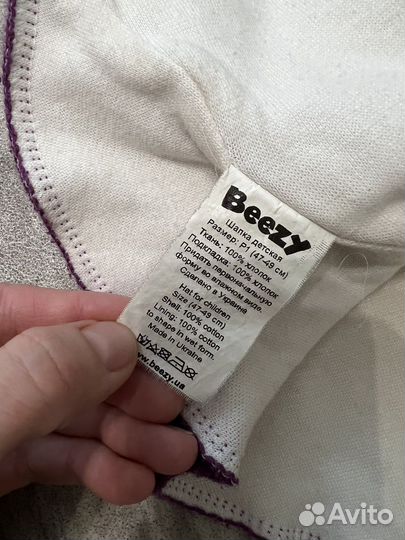 Beezy
Шапка детская
Размер: Р1 (47-49 см)
Ткань: 100% хлопок
Подкладка: 100% хлопок
Придать первоначальную
форму во влажном виде.
Сделано в Украине
Hat for children
Size (47-49 cm)
Shell: 100% cotton
Lining: 100% cotton
to shape in wet form.
Made in Ukraine
www.beezy.ua
Avito